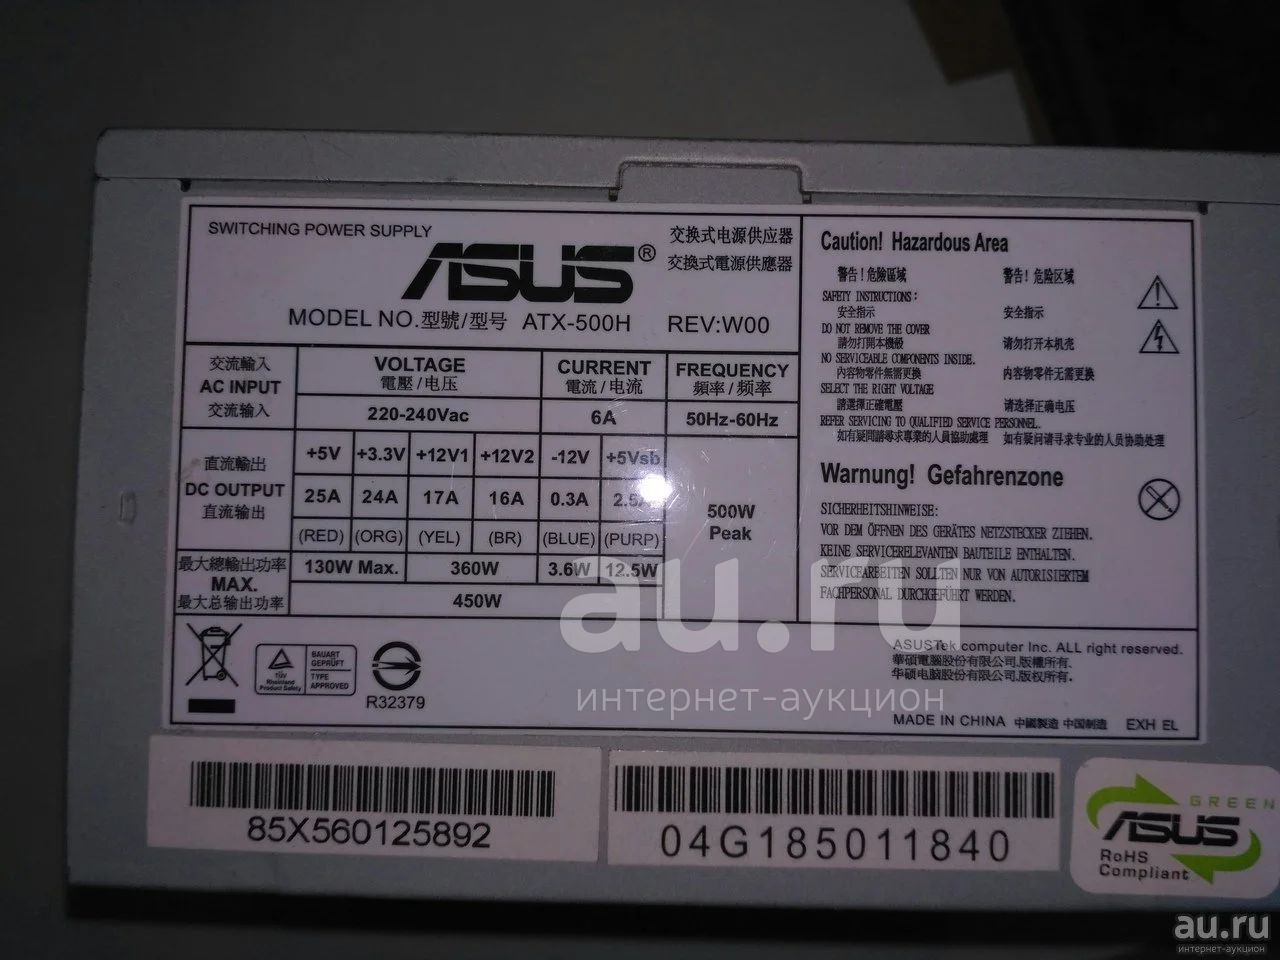 SWITCHING POWER SUPPLY
ASUS®
交换式电源供应器
交換式電源供應器
MODEL NO.型號/型号 ATX-500H REV:W00
交流輸入
AC INPUT
交流输入
VOLTAGE
電壓/电压
CURRENT
電流/电流
FREQUENCY
頻率/频率
220-240Vac 6A 50Hz-60Hz
直流輸出
DC OUTPUT
直流输出
+5V +3.3V +12V1 +12V2 -12V +5Vsb
25A 24A 17A 16A 0.3A 2.5A
(RED) (ORG) (YEL) (BR) (BLUE) (PURP)
500W
Peak
最大總輸出功率
MAX.
最大总输出功率
130W Max. 360W 3.6W 12.5W
450W
Caution! Hazardous Area
警告!危險區域 警告!危险区域
SAFETY INSTRUCTIONS:
安全指示 安全指示
DO NOT REMOVE THE COVER
請勿打開本機殼 请勿打开本机壳
NO SERVICEABLE COMPONENTS INSIDE.
內容物零件無需更換 内容物零件无需更换
SELECT THE RIGHT VOLTAGE
請選擇正確電壓 请选择正确电压
REFER SERVICING TO QUALIFIED SERVICE PERSONNEL.
如有疑問請尋求專業的人員協助處理 如有疑问请寻求专业的人员协助处理
Warnung! Gefahrenzone
SICHERHEITSHINWEISE:
VOR DEM ÖFFNEN DES GERÄTES NETZSTECKER ZIEHEN.
KEINE SERVICERELEVANTEN BAUTEILE ENTHALTEN.
SERVICEARBEITEN SOLLTEN NUR VON AUTORISIERTEM
FACHPERSONAL DURCHGEFÜHRT WERDEN.
TÜV
Rheinland
Product Safety
BAUART
GEPRÜFT
TYPE
APPROVED
R32379
ASUSTek computer Inc. ALL right reserved.
華碩電腦股份有限公司.版權所有.
华硕电脑股份有限公司.版权所有.
MADE IN CHINA 中國製造 中国制造 EXH EL
au.ru
интернет-аукцион
85X560125892
04G185011840
GREEN
ASUS
RoHS
Compliant
au.ru
интернет-аукцион